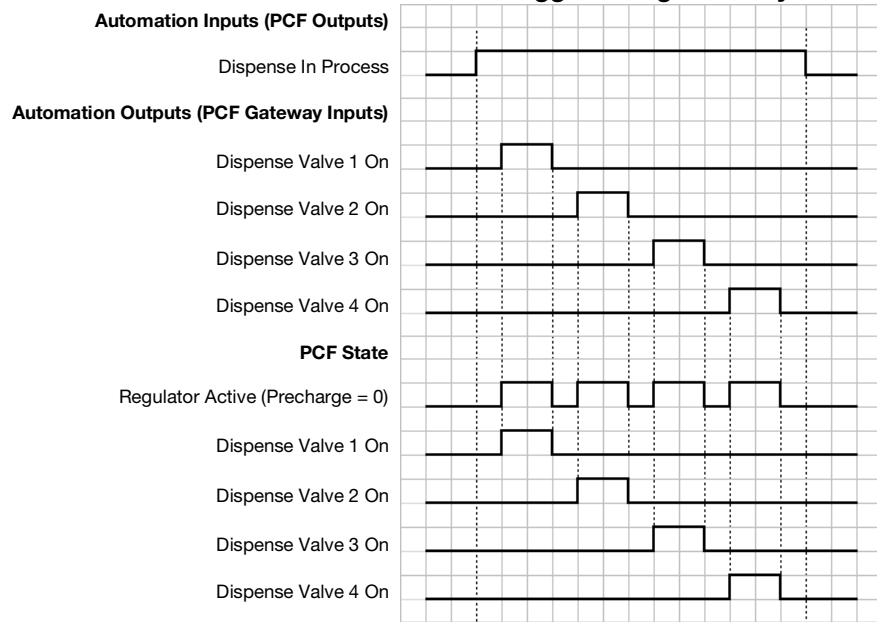 Automation Inputs (PCF Outputs)
Dispense In Process
Automation Outputs (PCF Gateway Inputs)
Dispense Valve 1 On
Dispense Valve 2 On
Dispense Valve 3 On
Dispense Valve 4 On
PCF State
Regulator Active (Precharge = 0)
Dispense Valve 1 On
Dispense Valve 2 On
Dispense Valve 3 On
Dispense Valve 4 On